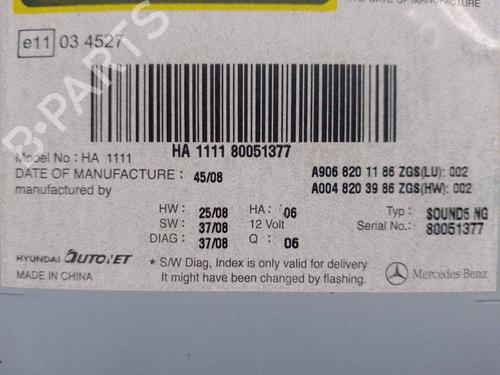 THE DATE OF MANUFACTURE
e11 03 4527
HA 1111 80051377
Model No : HA 1111
DATE OF MANUFACTURE : 45/08
manufactured by
A906 820 11 86 ZGS(LU): 002
A004 820 39 86 ZGS(HW): 002
HW : 25/08 HA : 06 Typ : SOUND5 NG
SW : 37/08 12 Volt Serial No.: 80051377
DIAG : 37/08 Q : 06
HYUNDAI AUTONET
MADE IN CHINA
* S/W Diag, Index is only valid for delivery
It might have been changed by flashing.
Mercedes-Benz
B-PARTS